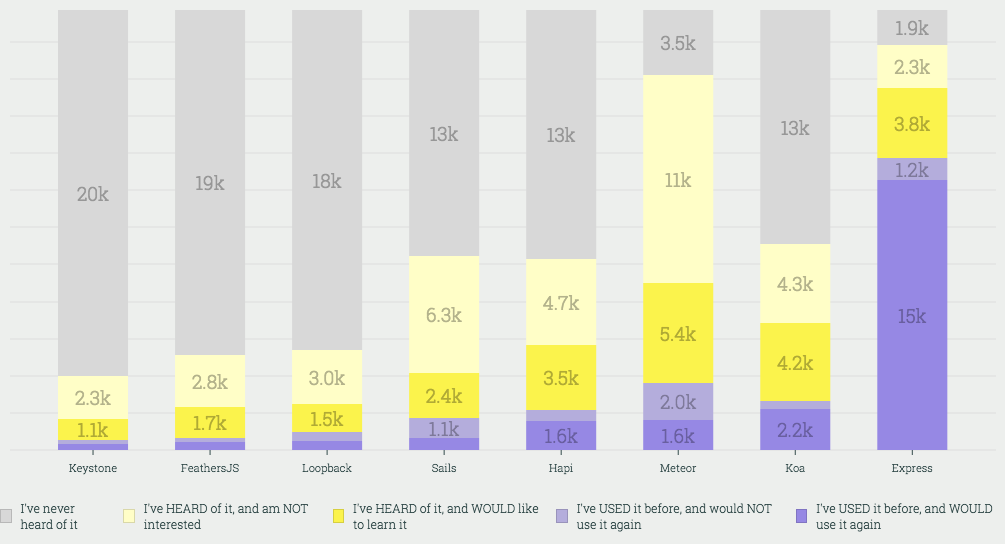 20k
2.3k
1.1k
19k
2.8k
1.7k
18k
3.0k
1.5k
13k
6.3k
2.4k
1.1k
13k
4.7k
3.5k
1.6k
3.5k
11k
5.4k
2.0k
1.6k
13k
4.3k
4.2k
2.2k
1.9k
2.3k
3.8k
1.2k
15k
Keystone
FeathersJS
Loopback
Sails
Hapi
Meteor
Koa
Express
I've never
heard of it
I've HEARD of it, and am NOT
interested
I've HEARD of it, and WOULD like
to learn it
I've USED it before, and would NOT
use it again
I've USED it before, and WOULD
use it again